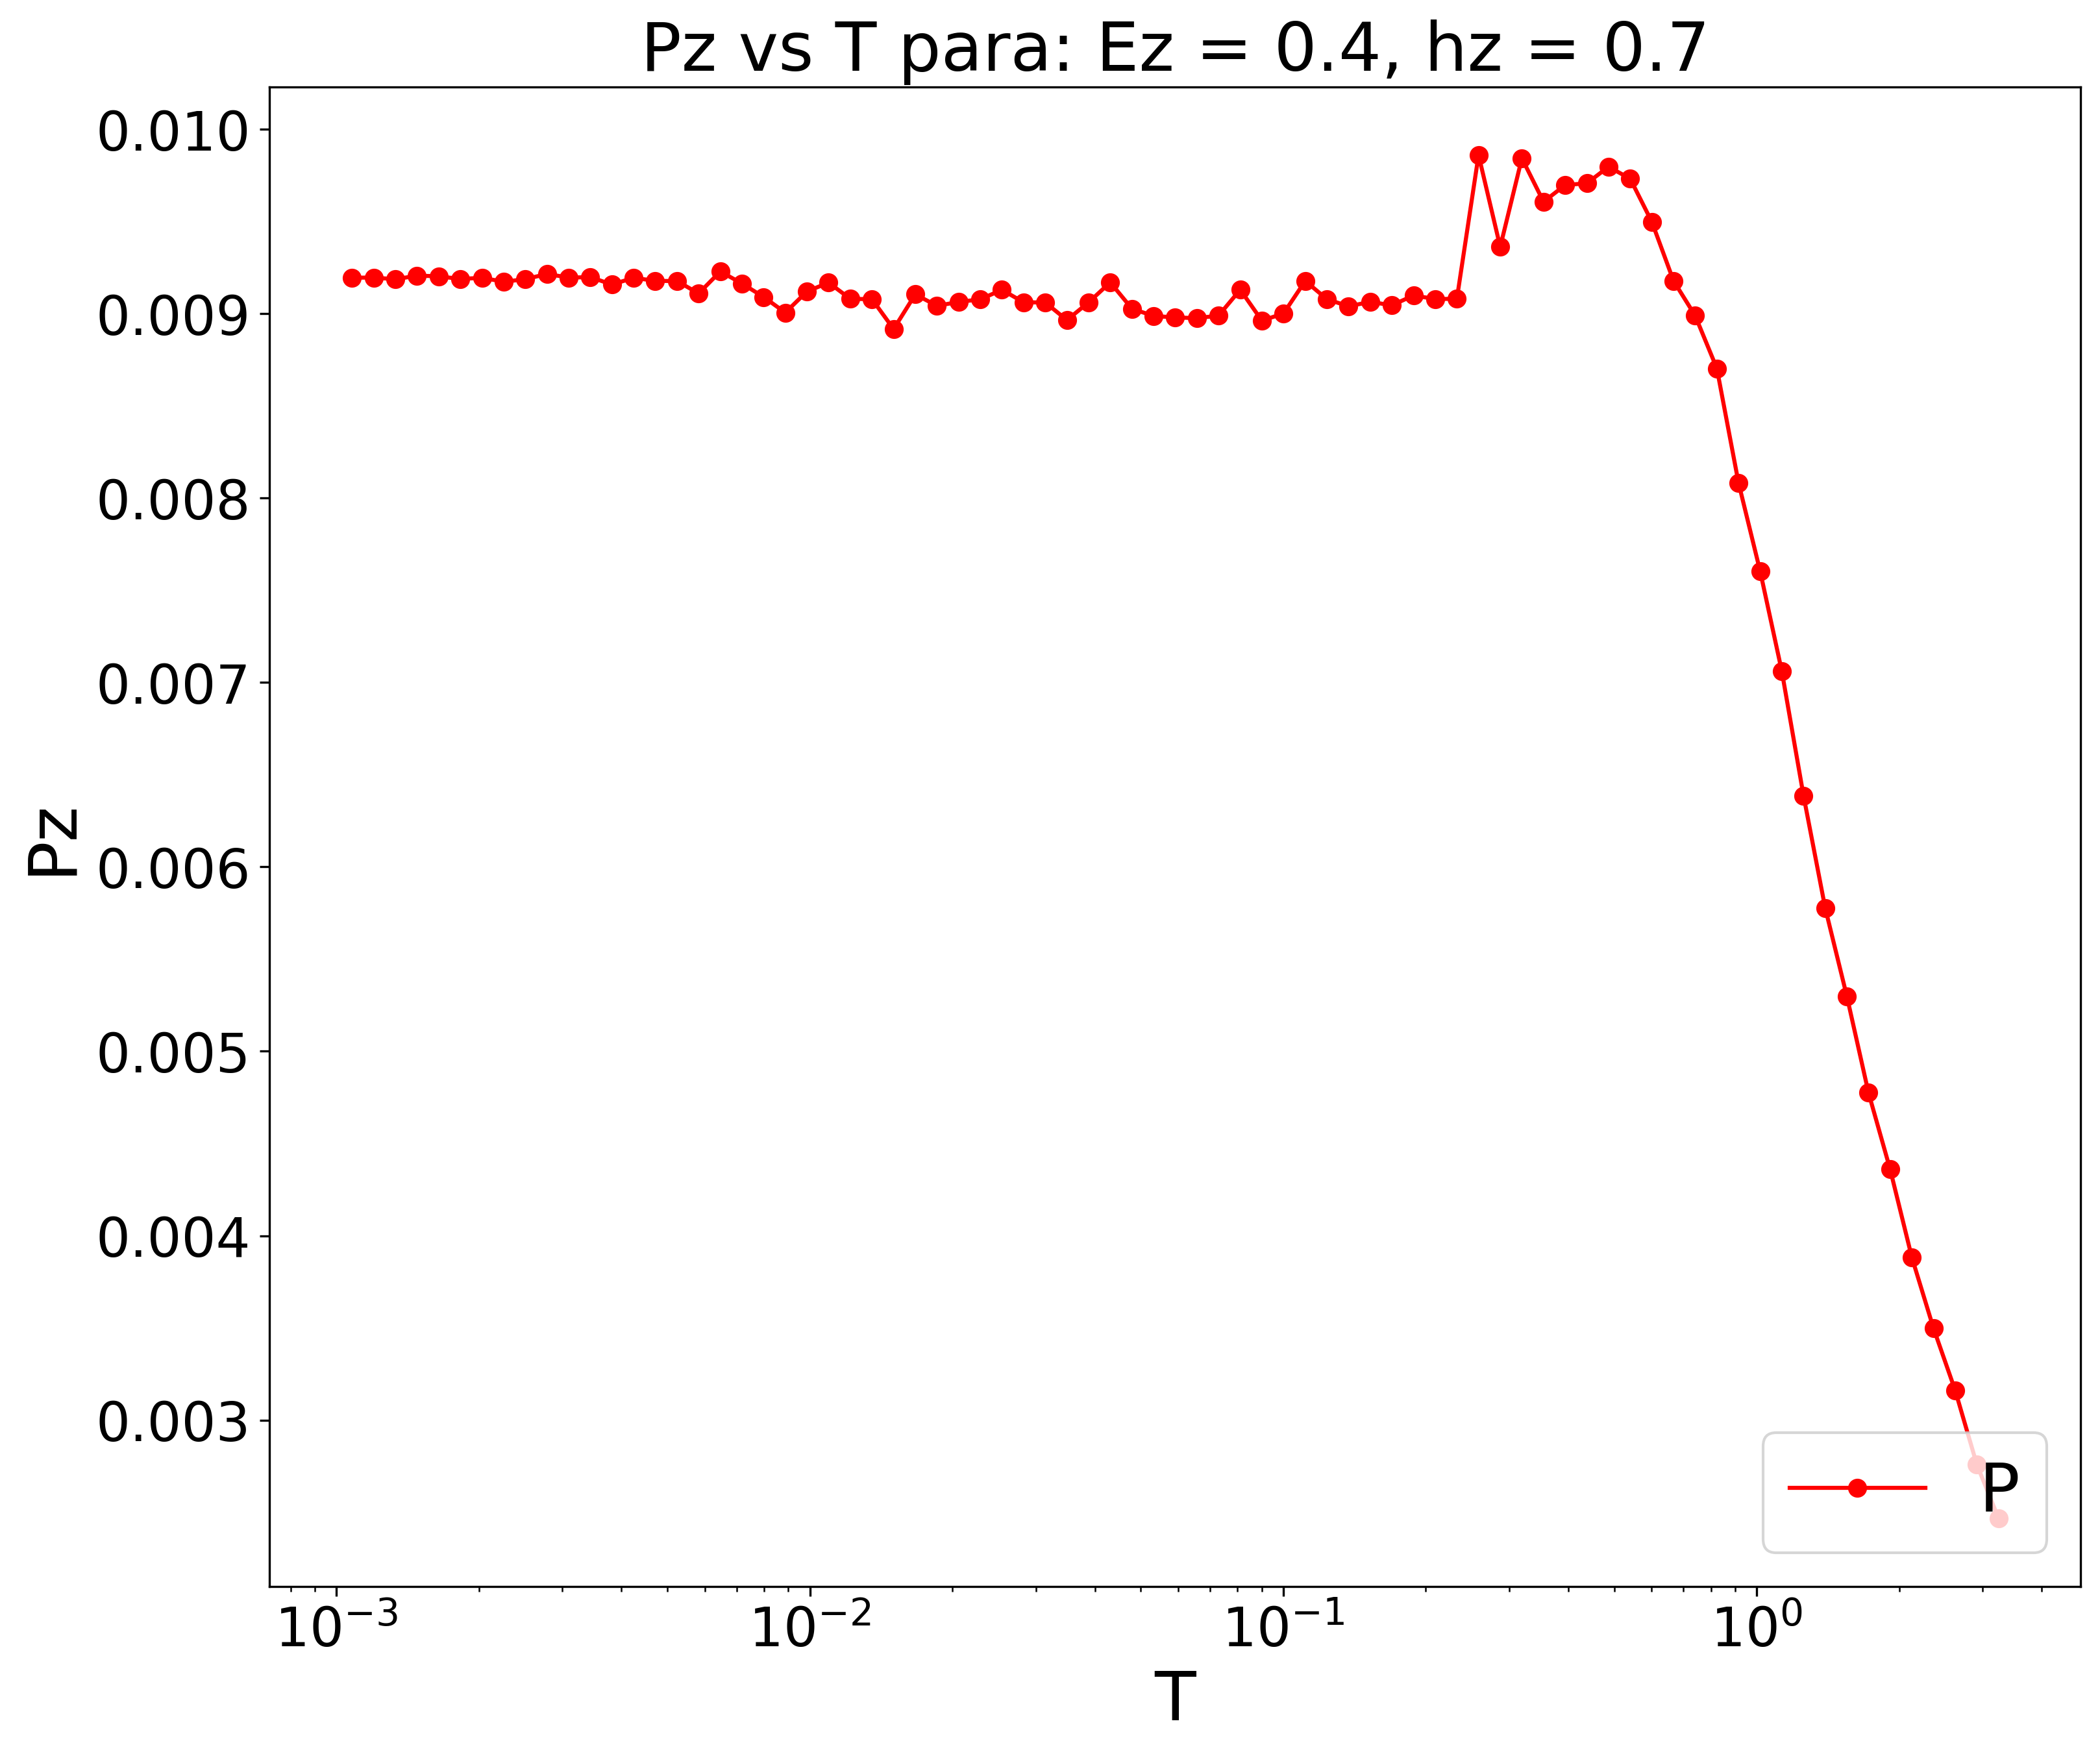 Pz vs T para: Ez = 0.4, hz = 0.7
0.010
0.009
0.008
0.007
0.006
0.005
0.004
0.003
Pz
P
10⁻³ 10⁻² 10⁻¹ 10⁰
T